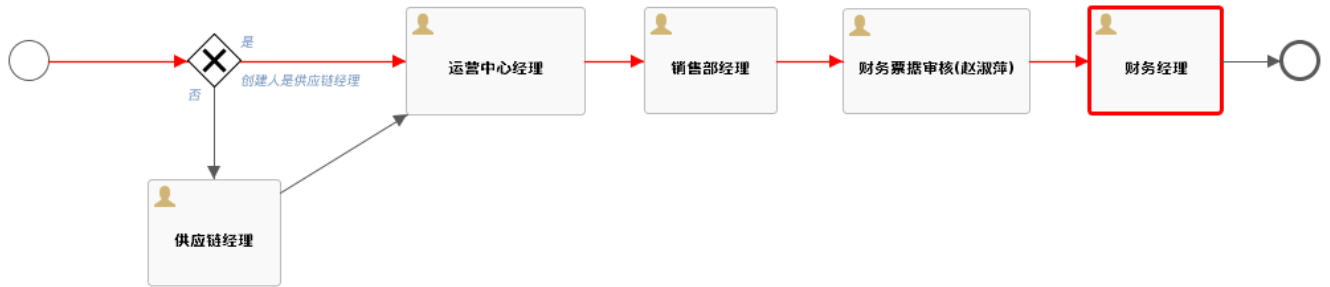 是
创建人是供应链经理
否
运营中心经理
销售部经理
财务票据审核(赵淑萍)
财务经理
供应链经理